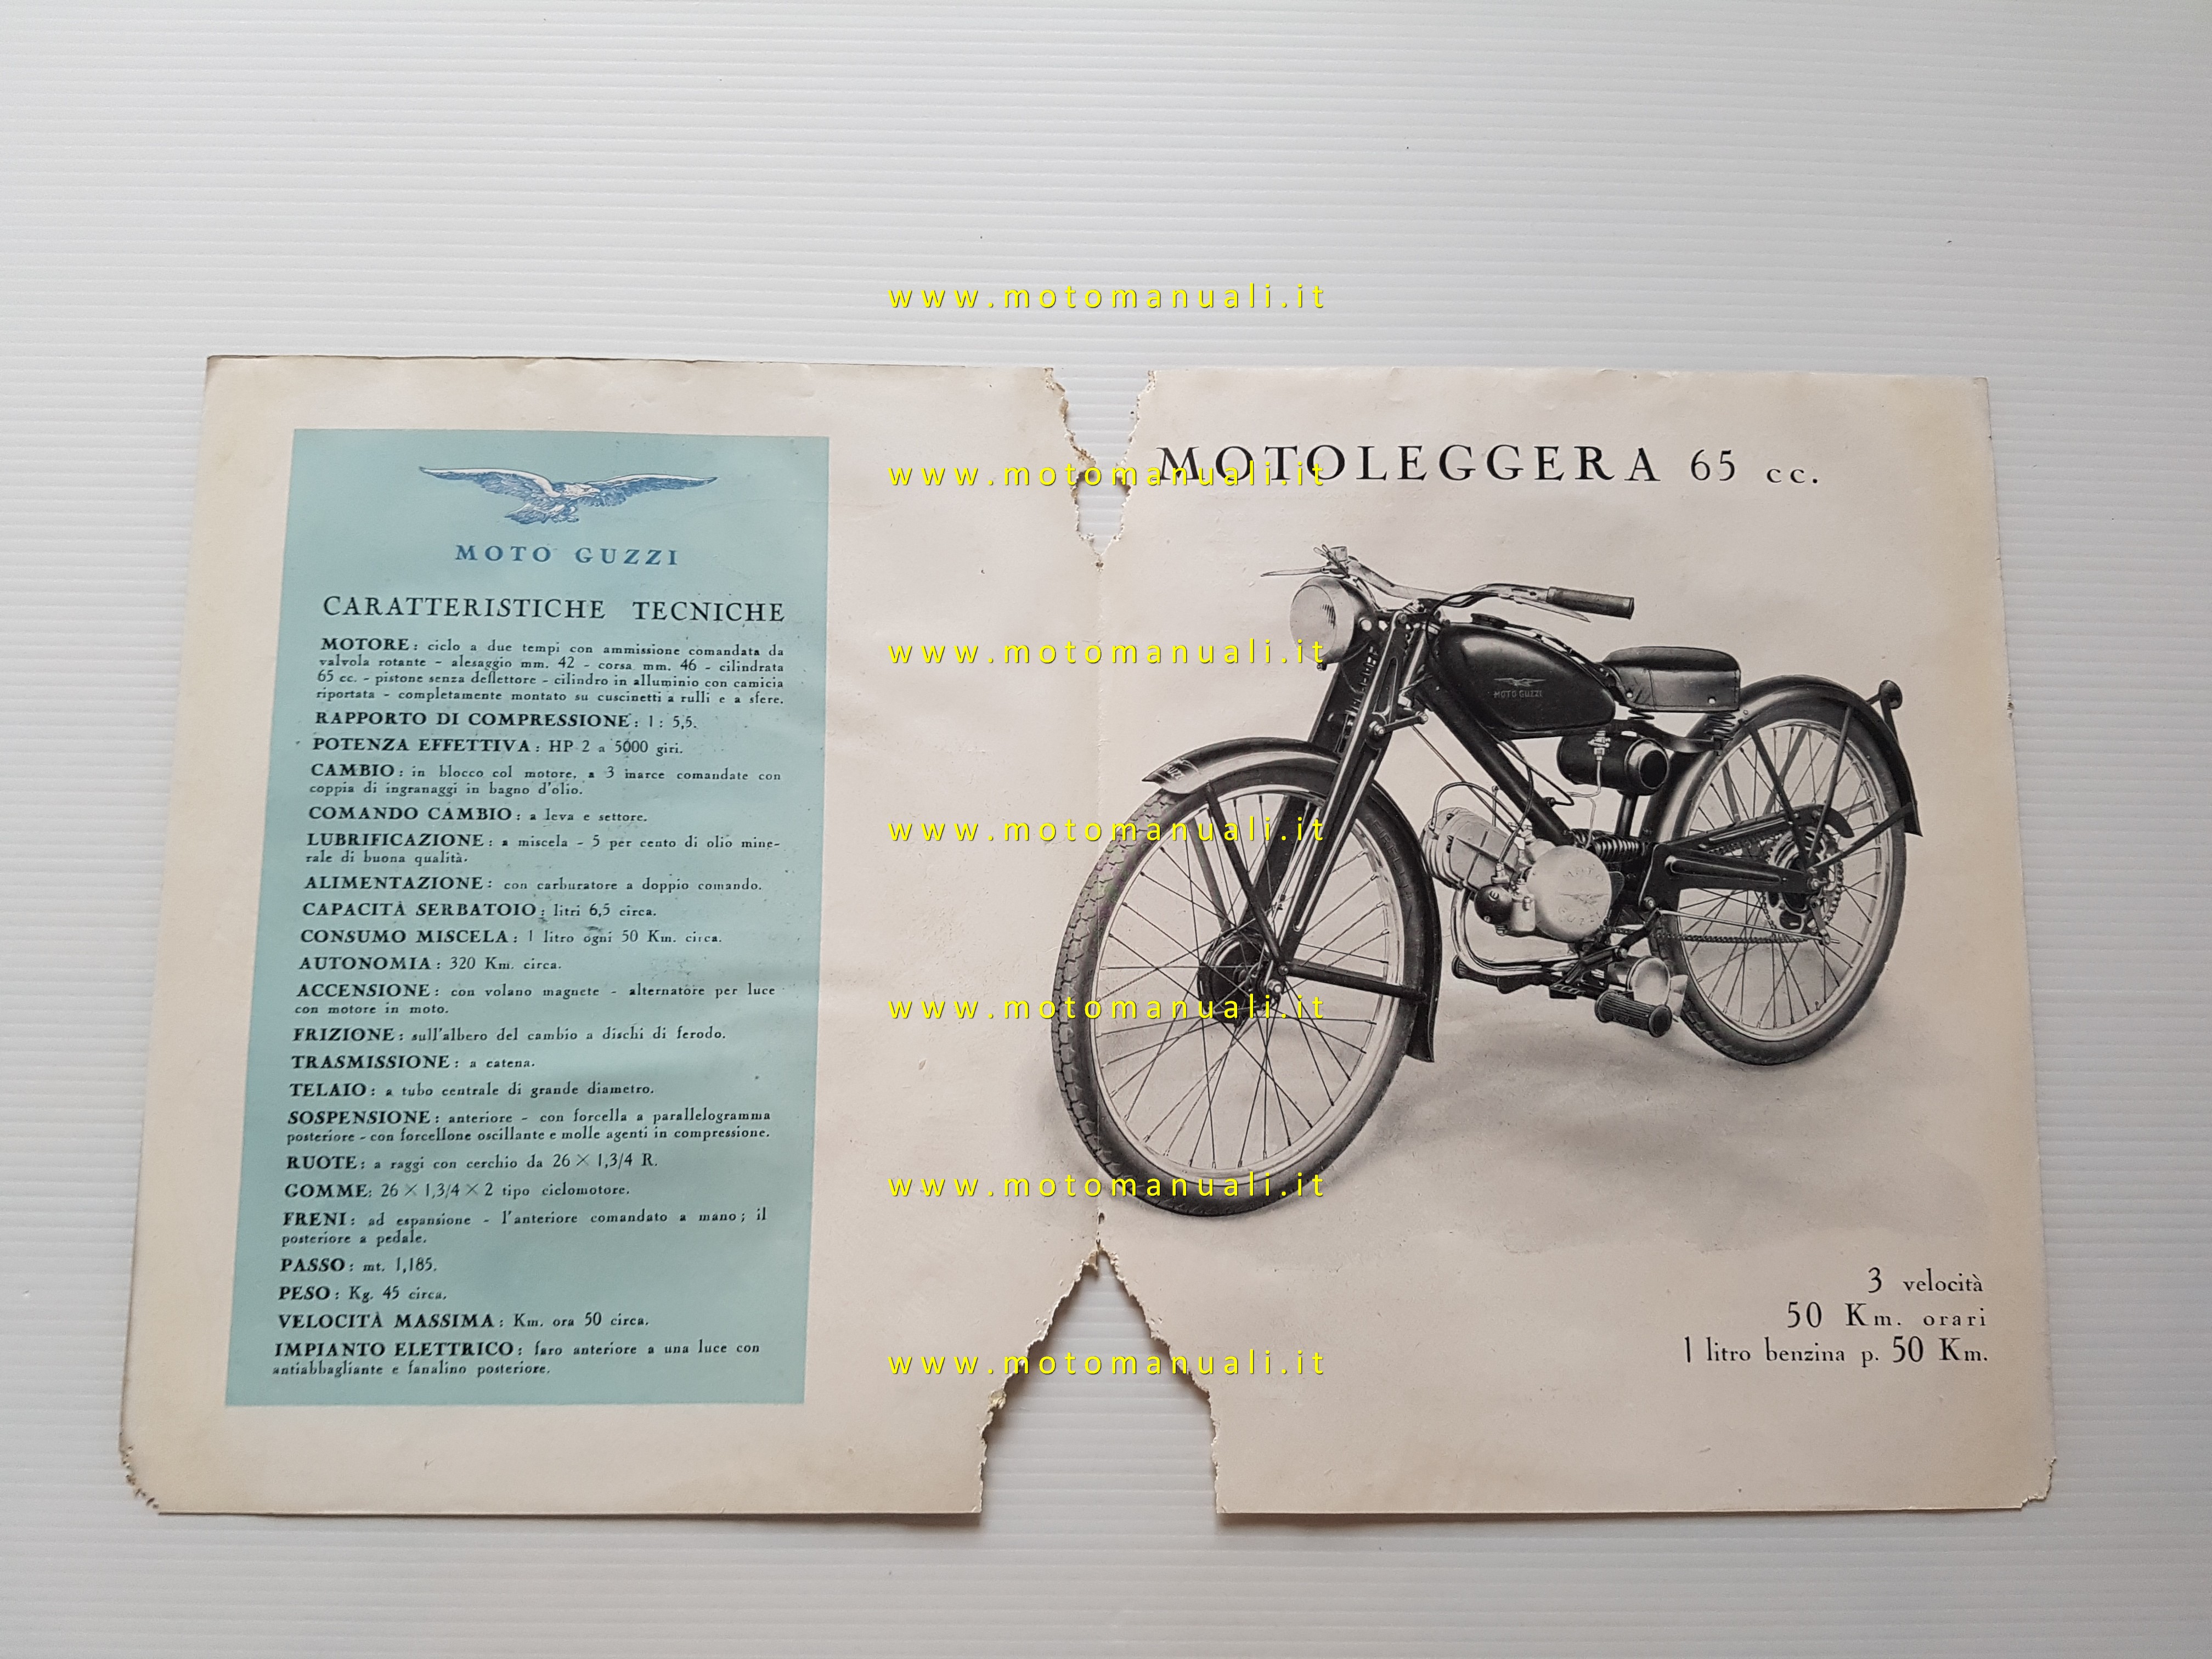 www.motomanuali.it
MOTO GUZZI
CARATTERISTICHE TECNICHE
MOTORE: ciclo a due tempi con ammissione comandata da
valvola rotante - alesaggio mm. 42 - corsa mm. 46 - cilindrata
65 cc. - pistone senza deflettore - cilindro in alluminio con camicia
riportata - completamente montato su cuscinetti a rulli e a sfere.
RAPPORTO DI COMPRESSIONE: 1: 5,5.
POTENZA EFFETTIVA: HP 2 a 5000 giri.
CAMBIO: in blocco col motore, a 3 marce comandate con
coppia di ingranaggi in bagno d'olio.
COMANDO CAMBIO: a leva e settore.
LUBRIFICAZIONE: a miscela - 5 per cento di olio mine-
rale di buona qualità.
ALIMENTAZIONE: con carburatore a doppio comando.
CAPACITÀ SERBATOIO: litri 6,5 circa.
CONSUMO MISCELA: 1 litro ogni 50 Km. circa.
AUTONOMIA: 320 Km. circa.
ACCENSIONE: con volano magnete - alternatore per luce
con motore in moto.
FRIZIONE: sull'albero del cambio a dischi di ferodo.
TRASMISSIONE: a catena.
TELAIO: a tubo centrale di grande diametro.
SOSPENSIONE: anteriore - con forcella a parallelogramma
posteriore - con forcellone oscillante e molle agenti in compressione.
RUOTE: a raggi con cerchio da 26 × 1,3/4 R.
GOMME: 26 × 1,3/4 × 2 tipo ciclomotore.
FRENI: ad espansione - l'anteriore comandato a mano; il
posteriore a pedale.
PASSO: mt. 1,185.
PESO: Kg. 45 circa.
VELOCITÀ MASSIMA: Km. ora 50 circa.
IMPIANTO ELETTRICO: faro anteriore a una luce con
antiabbagliante e fanalino posteriore.
MOTOLEGGERA 65 cc.
www.motomanuali.it
www.motomanuali.it
MOTO GUZZI
www.motomanuali.it
MOTO
GUZZI
www.motomanuali.it
www.motomanuali.it
3 velocità
50 Km. orari
1 litro benzina p. 50 Km.
www.motomanuali.it